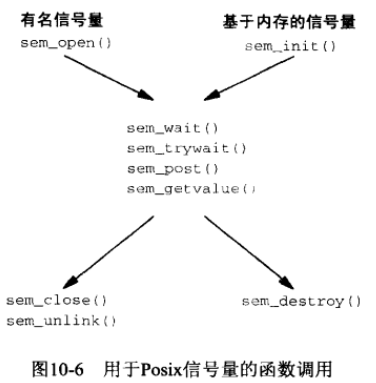 有名信号量
sem_open()
基于内存的信号量
sem_init()
sem_wait()
sem_trywait()
sem_post()
sem_getvalue()
sem_close()
sem_unlink()
sem_destroy()
图10-6 用于Posix信号量的函数调用